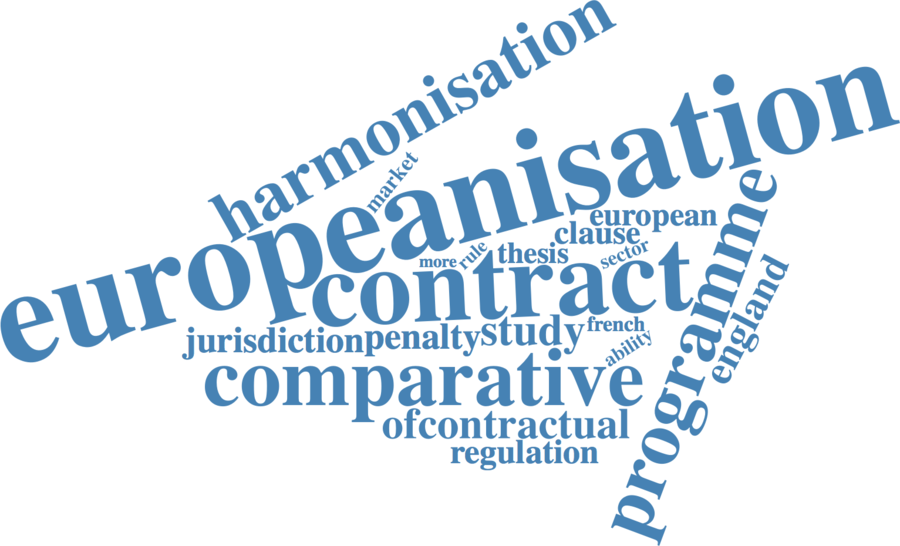 harmonisation
market
europeanisation
european
clause
thesis
sector
more
rule
contract
programme
england
jurisdiction
penalty
study
french
ability
comparative
of
contractual
regulation